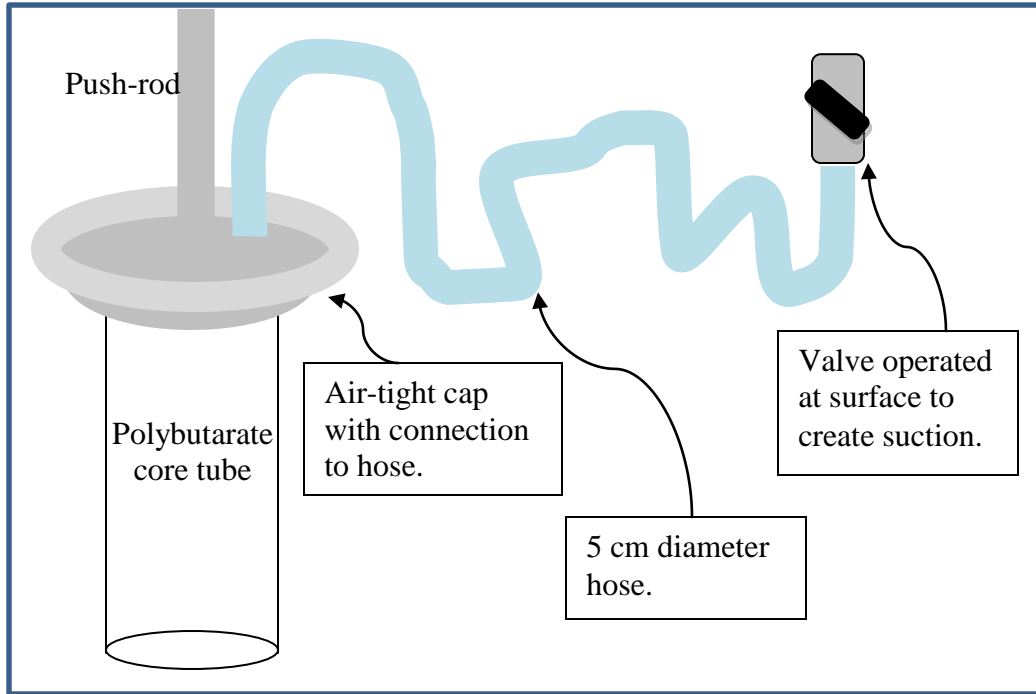 Push-rod
Polybutarate
core tube
Air-tight cap
with connection
to hose.
5 cm diameter
hose.
Valve operated
at surface to
create suction.